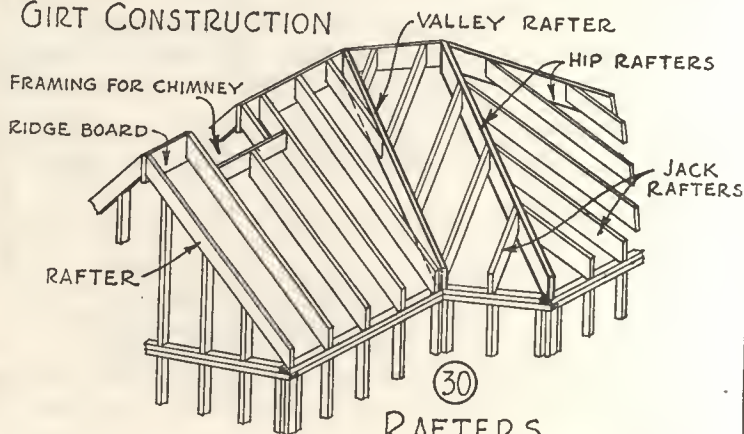 GIRT CONSTRUCTION
VALLEY RAFTER
HIP RAFTERS
FRAMING FOR CHIMNEY
RIDGE BOARD
JACK
RAFTERS
RAFTER
30
RAFTERS